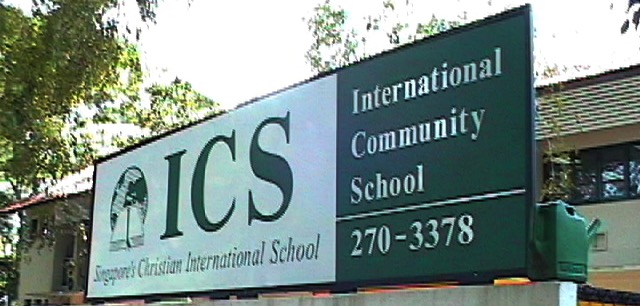 ICS
Singapore's Christian International School
International
Community
School
270-3378